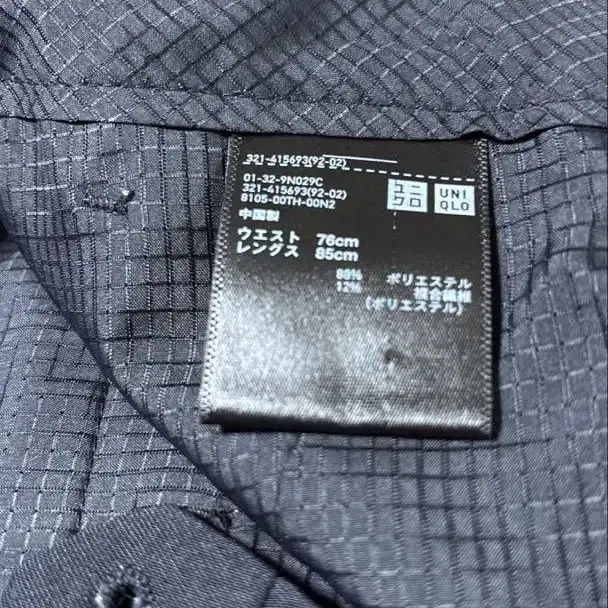 321-415693(92-02)
01-32-9N029C
321-415693(92-02)
8105-00TH-00N2
中国製
ユニクロ
UNIQLO
ウエスト 76cm
レングス 85cm
88% ポリエステル
12% 複合繊維
(ポリエステル)